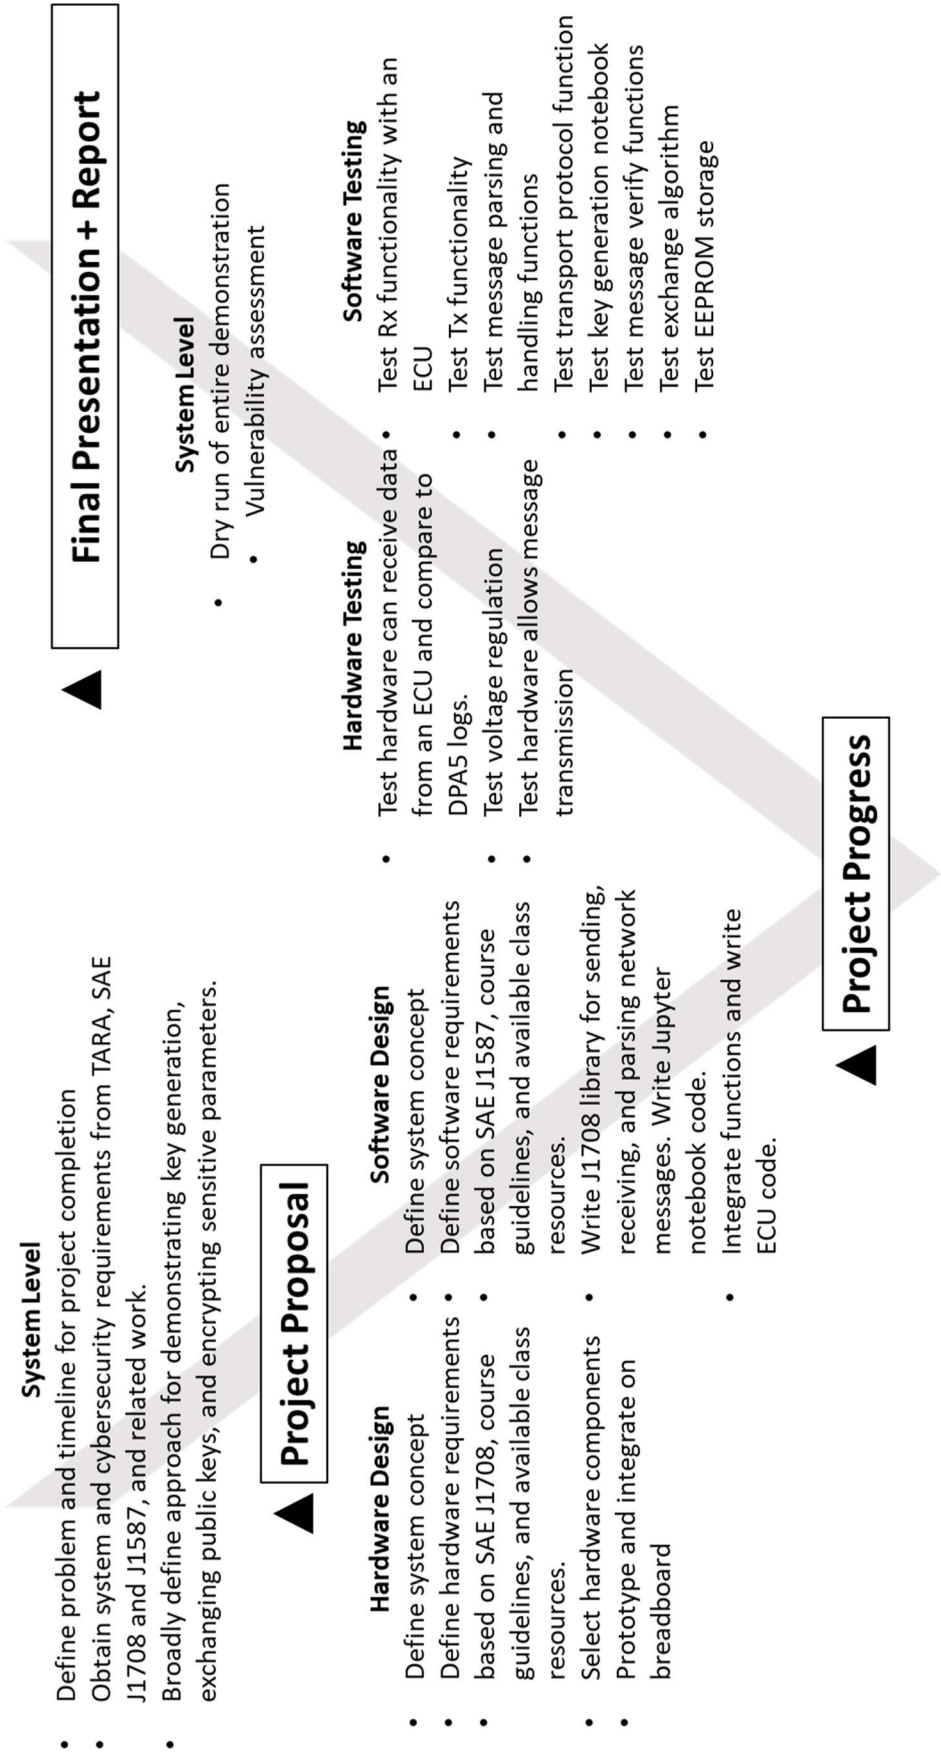 System Level
• Define problem and timeline for project completion
• Obtain system and cybersecurity requirements from TARA, SAE
J1708 and J1587, and related work.
• Broadly define approach for demonstrating key generation,
exchanging public keys, and encrypting sensitive parameters.
Project Proposal
Hardware Design
• Define system concept
• Define hardware requirements
• based on SAE J1708, course
guidelines, and available class
resources.
• Select hardware components
• Prototype and integrate on
breadboard
Software Design
• Define system concept
• Define software requirements
• based on SAE J1587, course
guidelines, and available class
resources.
• Write J1708 library for sending,
receiving, and parsing network
messages. Write Jupyter
notebook code.
• Integrate functions and write
ECU code.
Project Progress
Hardware Testing
• Test hardware can receive data
from an ECU and compare to
DPA5 logs.
• Test voltage regulation
• Test hardware allows message
transmission
Software Testing
• Test Rx functionality with an
ECU
• Test Tx functionality
• Test message parsing and
handling functions
• Test transport protocol function
• Test key generation notebook
• Test message verify functions
• Test exchange algorithm
• Test EEPROM storage
System Level
• Dry run of entire demonstration
• Vulnerability assessment
Final Presentation + Report